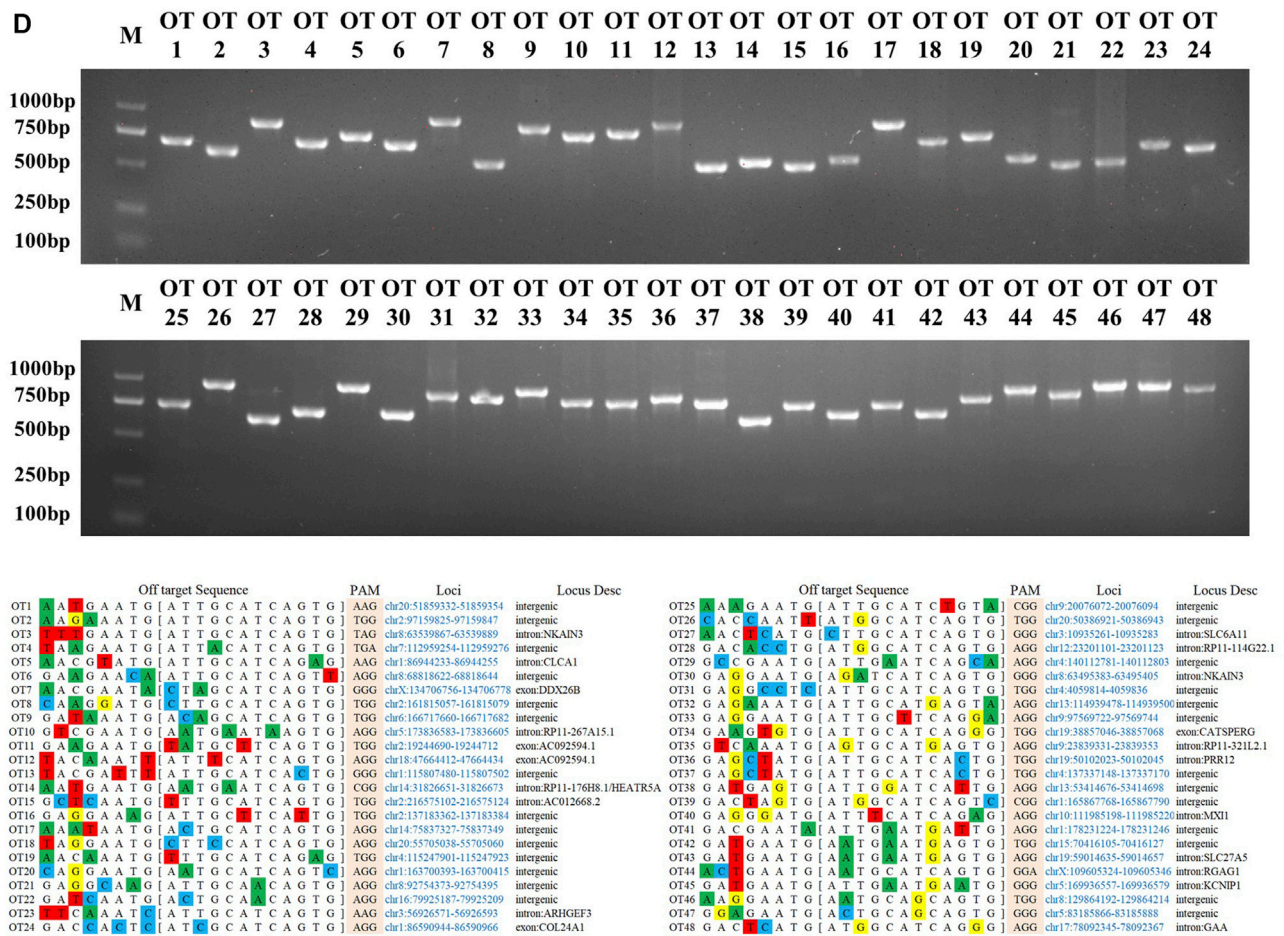 D
M OT 1 OT 2 OT 3 OT 4 OT 5 OT 6 OT 7 OT 8 OT 9 OT 10 OT 11 OT 12 OT 13 OT 14 OT 15 OT 16 OT 17 OT 18 OT 19 OT 20 OT 21 OT 22 OT 23 OT 24
1000bp
750bp
500bp
250bp
100bp
M OT 25 OT 26 OT 27 OT 28 OT 29 OT 30 OT 31 OT 32 OT 33 OT 34 OT 35 OT 36 OT 37 OT 38 OT 39 OT 40 OT 41 OT 42 OT 43 OT 44 OT 45 OT 46 OT 47 OT 48
1000bp
750bp
500bp
250bp
100bp
Off target Sequence PAM Loci Locus Desc
OT1 A A T G A A T G [ A T T G C A T C A G T G ] AAG chr20:51859332-51859354 intergenic
OT2 A A G G A A T G [ A T T G C A T C A G T G ] TGG chr2:97159825-97159847 intergenic
OT3 T T T G A A T G [ A T T G C A T C A G T G ] TAG chr8:63539867-63539889 intron:NKAIN3
OT4 T A A G A A T G [ A T T A C A T C A G T G ] TGA chr7:112959254-112959276 intergenic
OT5 A A C G T A T G [ A T T G C A T C A G A G ] AAG chr1:86944233-86944255 intron:CLCA1
OT6 G A A G A A C A [ A T T G C A T C A G T T ] AGG chr8:68818622-68818644 intergenic
OT7 A A C G A A T A [ C T A G C A T C A G T G ] GGG chrX:134706756-134706778 exon:DDX26B
OT8 C A A G G A T G [ C T T G C A T C A G T G ] TGG chr2:161815057-161815079 intergenic
OT9 G A T A A A T G [ A C A G C A T C A G T G ] TGG chr6:166717660-166717682 intergenic
OT10 G T C G A A T G [ A A T G A A T A A G T G ] AGG chr5:173836583-173836605 intron:RP11-267A15.1
OT11 G A A G A A T G [ T A T G C T T C A G T G ] TGG chr2:19244690-19244712 exon:AC092594.1
OT12 T A C A A A T T [ A T T T C A T C A G T G ] TGG chr18:47664412-47664434 exon:AC092594.1
OT13 T A C G A T T T [ A T T G C A T C A C T G ] GGG chr1:115807480-115807502 intergenic
OT14 A A T G A A T G [ A A T G A A T C A G T G ] CGG chr14:31826651-31826673 intron:RP11-176H8.1/HEATR5A
OT15 G C T C A A T G [ T T T G C A T C A G T G ] TGG chr2:216575102-216575124 intron:AC012668.2
OT16 G A G G A A A G [ A T T G C T T C A T T G ] TGG chr2:137183362-137183384 intergenic
OT17 A A A T A A T G [ A C T G C A T C A G T G ] AGG chr14:75837327-75837349 intergenic
OT18 T A G G A A T G [ C T T C C A T C A G T G ] AGG chr20:55705038-55705060 intergenic
OT19 A A C A A A T G [ T T T G C A T C A G A G ] TGG chr4:115247901-115247923 intergenic
OT20 C A G G A A T G [ A A T G C A T C A G T C ] AGG chr1:163700393-163700415 intergenic
OT21 G A G G C A A G [ A T T G C A A C A G T G ] AGG chr8:92754373-92754395 intergenic
OT22 G A T C A A T G [ A C T G C A A C A G T G ] AGG chr16:79925187-79925209 intergenic
OT23 T T C A A A T C [ A T T G C A T C A G T G ] AAG chr3:56926571-56926593 intron:ARHGEF3
OT24 G A C C A C T C [ A T C G C A T C A G T G ] AGG chr1:86590944-86590966 exon:COL24A1
Off target Sequence PAM Loci Locus Desc
OT25 A A A G A A T G [ A T T G C A T C T G T A ] CGG chr9:20076072-20076094 intergenic
OT26 C A C C A A T T [ A T G G C A T C A G T G ] TGG chr20:50386921-50386943 intergenic
OT27 A A C T C A T G [ C T T G C A T C A G T G ] GGG chr3:10935261-10935283 intron:SLC6A11
OT28 G A C A C C T G [ A T G G C A T C A G T G ] TGG chr12:23201101-23201123 intron:RP11-114G22.1
OT29 G C C G A A T G [ A T T G A A T C A G C A ] AGG chr4:140112781-140112803 intergenic
OT30 G A G G A A T G [ G A T G C A T C A G T G ] GGG chr8:63495383-63495405 intron:NKAIN3
OT31 G A G G C C T C [ A T T G C A T C A G T G ] TGG chr4:4059814-4059836 intergenic
OT32 G A A G A A T G [ A T T G C A T G A G T A ] AGG chr13:114939478-114939500 intergenic
OT33 G A G G A A T G [ A T T G C T T C A G G A ] AGG chr9:97569722-97569744 intergenic
OT34 G A A G T G T G [ A T T G C A T C A G T G ] CGG chr19:38857046-38857068 exon:CATSPERG
OT35 G T C A A A T G [ G T T G C A T G A G T G ] TGG chr9:23839331-23839353 intron:RP11-321L2.1
OT36 G A G C T A T G [ A T T G C A T C A C T G ] TGG chr19:50102023-50102045 intron:PRR12
OT37 G A G C T A T G [ A T T G C A T C A C T G ] TGG chr4:137337148-137337170 intergenic
OT38 G A T G A G T G [ A T T G G A T C A T T G ] AGG chr13:53414676-53414698 intergenic
OT39 G A C T A G T G [ A T G G C A T C A G T C ] CGG chr1:165867768-165867790 intergenic
OT40 G A G G G A T G [ A T T T C A T C A G A G ] AGG chr10:111985198-111985220 intron:MXI1
OT41 G A C G A A T A [ A T T G A A T G A T T G ] AGG chr1:178231224-178231246 intergenic
OT42 G A T G A A T G [ A A T G A A T G A G T G ] TGG chr15:70416105-70416127 intergenic
OT43 G A T G A A T G [ A A T G A A T G A G T G ] AGG chr19:59014635-59014657 intron:SLC27A5
OT44 A C T G A A T G [ A A T G A A T C A G T G ] GGA chrX:109605324-109605346 intron:RGAG1
OT45 G A T G A A T G [ A T T G A A T G A A T G ] GGG chr5:169936557-169936579 intron:KCNIP1
OT46 A A G G A A T G [ A T T G C A G C A G T G ] TGG chr8:129864192-129864214 intergenic
OT47 G G A G A A T G [ A C T G C A G C A G T G ] GGG chr5:83185866-83185888 intergenic
OT48 G A C T C A T G [ A T G G C A T C A G G G ] AGG chr17:78092345-78092367 intron:GAA